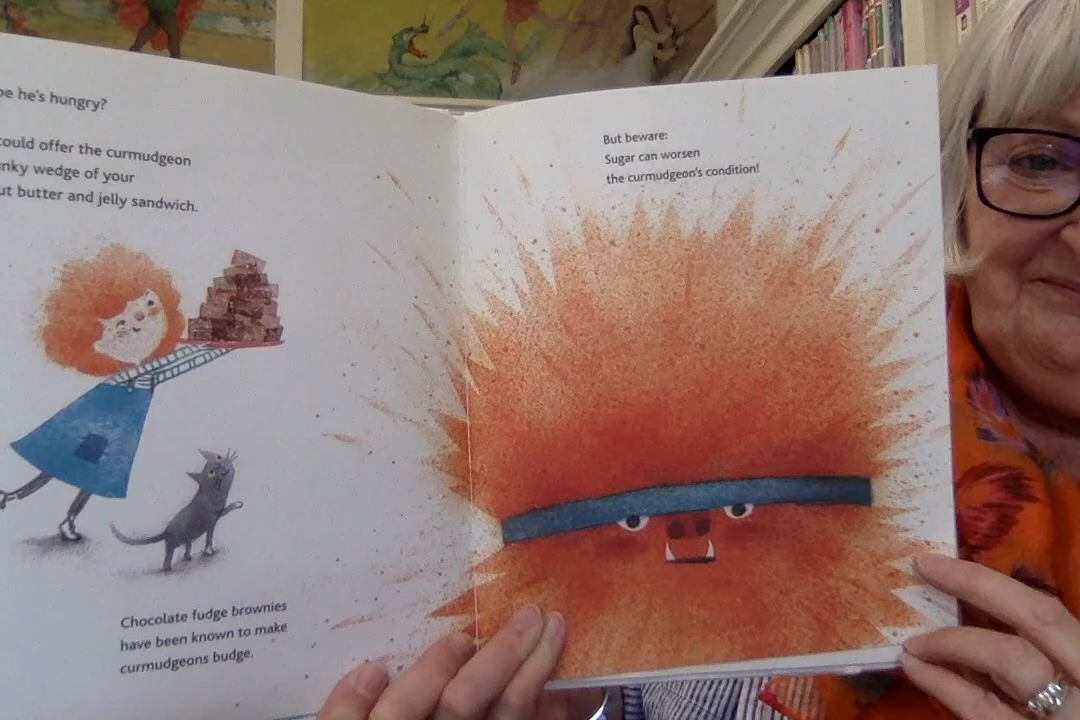 be he's hungry?
could offer the curmudgeon
nky wedge of your
ut butter and jelly sandwich.
Chocolate fudge brownies
have been known to make
curmudgeons budge.
But beware:
Sugar can worsen
the curmudgeon's condition!